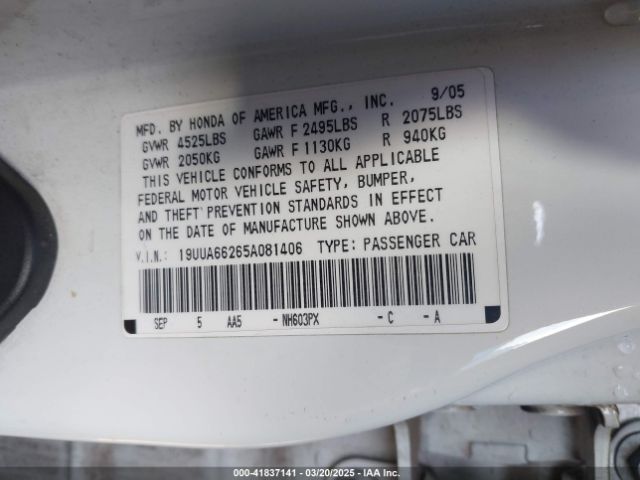 MFD. BY HONDA OF AMERICA MFG., INC. 9/05
GVWR 4525LBS GAWR F 2495LBS R 2075LBS
GVWR 2050KG GAWR F 1130KG R 940KG
THIS VEHICLE CONFORMS TO ALL APPLICABLE
FEDERAL MOTOR VEHICLE SAFETY, BUMPER,
AND THEFT PREVENTION STANDARDS IN EFFECT
ON THE DATE OF MANUFACTURE SHOWN ABOVE.
V.I.N.: 19UUA66265A081406 TYPE: PASSENGER CAR
SEP 5 AA5 -NH603PX -C -A
000-41837141 - 03/20/2025 - IAA Inc.